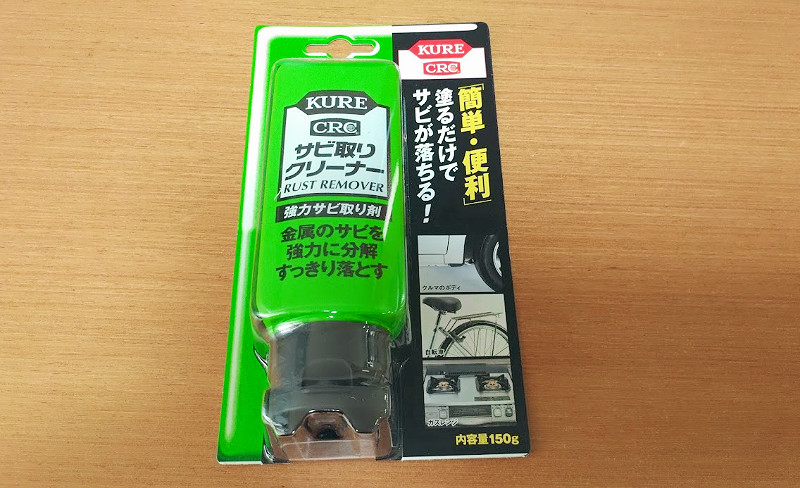 KURE
CRC
サビ取り
クリーナー
RUST REMOVER
強力サビ取り剤
金属のサビを
強力に分解
すっきり落とす
KURE
CRC
「簡単・便利」
塗るだけで
サビが落ちる!
クルマのボディ
自転車
ガスレンジ
内容量150g